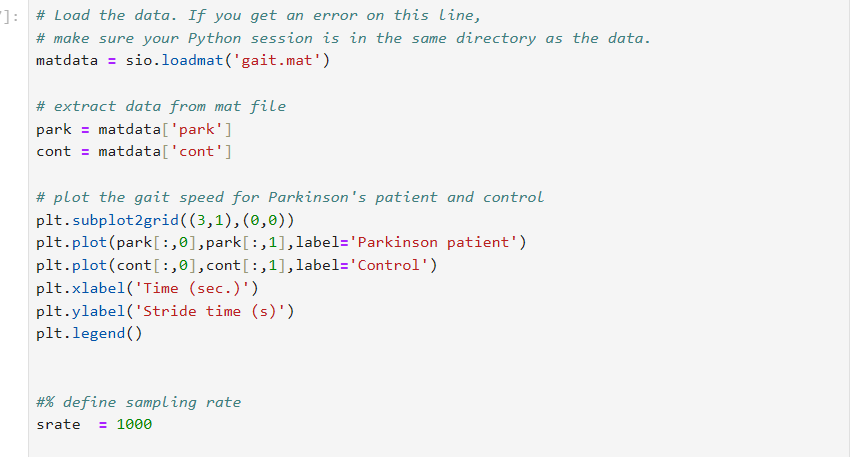 ]:
# Load the data. If you get an error on this line,
# make sure your Python session is in the same directory as the data.
matdata = sio.loadmat('gait.mat')
# extract data from mat file
park = matdata['park']
cont = matdata['cont']
# plot the gait speed for Parkinson's patient and control
plt.subplot2grid((3,1),(0,0))
plt.plot(park[:,0],park[:,1],label='Parkinson patient')
plt.plot(cont[:,0],cont[:,1],label='Control')
plt.xlabel('Time (sec.)')
plt.ylabel('Stride time (s)')
plt.legend()
#% define sampling rate
srate  = 1000